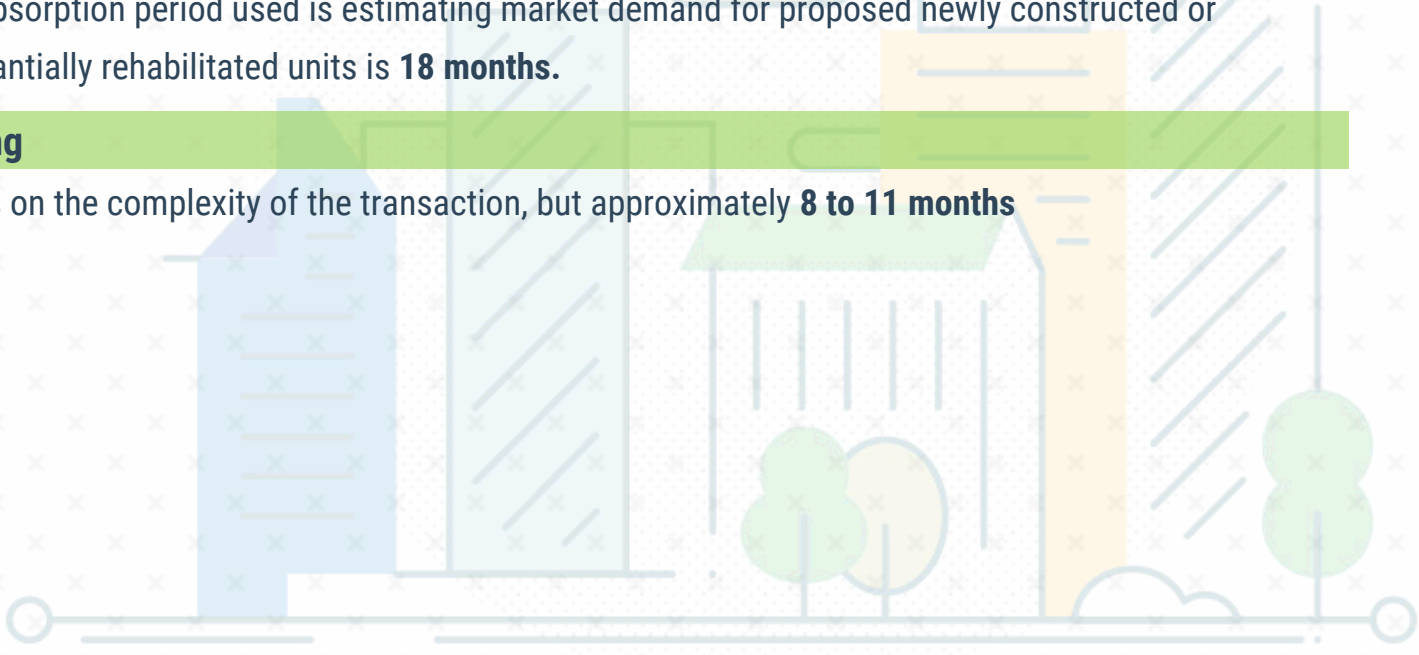 bsorption period used is estimating market demand for proposed newly constructed or
antially rehabilitated units is 18 months.
ng
on the complexity of the transaction, but approximately 8 to 11 months